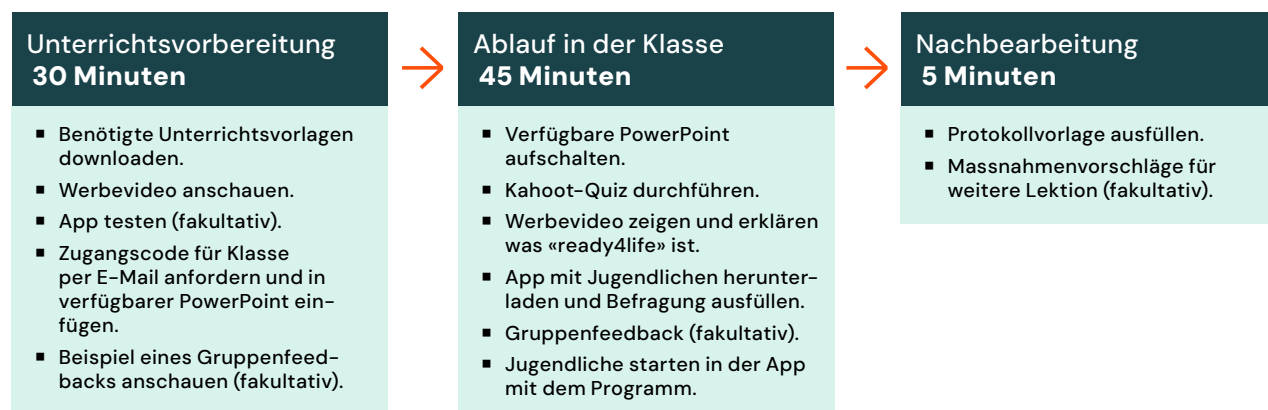 Unterrichtsvorbereitung
30 Minuten
▪ Benötigte Unterrichtsvorlagen
downloaden.
▪ Werbevideo anschauen.
▪ App testen (fakultativ).
▪ Zugangscode für Klasse
per E-Mail anfordern und in
verfügbarer PowerPoint ein-
fügen.
▪ Beispiel eines Gruppenfeed-
backs anschauen (fakultativ).
Ablauf in der Klasse
45 Minuten
▪ Verfügbare PowerPoint
aufschalten.
▪ Kahoot-Quiz durchführen.
▪ Werbevideo zeigen und erklären
was «ready4life» ist.
▪ App mit Jugendlichen herunter-
laden und Befragung ausfüllen.
▪ Gruppenfeedback (fakultativ).
▪ Jugendliche starten in der App
mit dem Programm.
Nachbearbeitung
5 Minuten
▪ Protokollvorlage ausfüllen.
▪ Massnahmenvorschläge für
weitere Lektion (fakultativ).